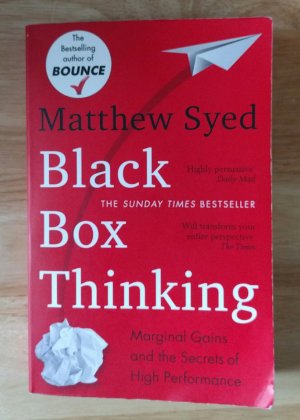 The
Bestselling
author of
BOUNCE
Matthew Syed
Black
Highly persuasive
Daily Mail
THE SUNDAY TIMES BESTSELLER
Box
Will transform your
entire perspective
The Times
Thinking
Marginal Gains
and the Secrets of
High Performance